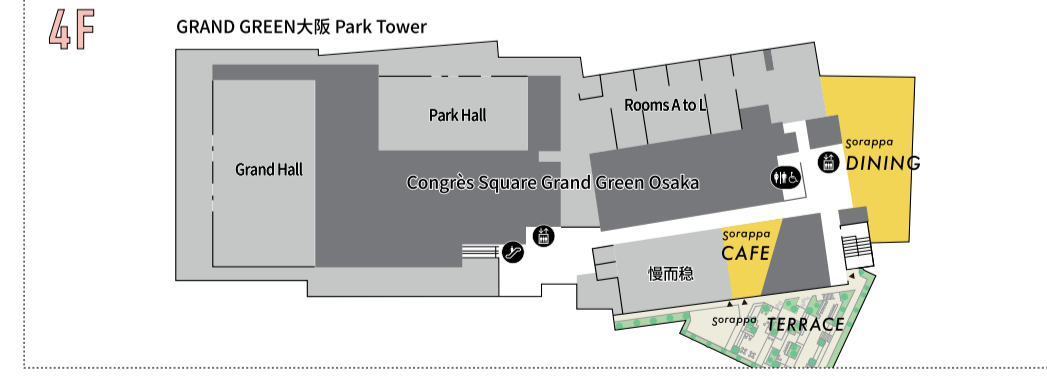 4F
GRAND GREEN大阪 Park Tower
Park Hall
Rooms A to L
Grand Hall
Congrès Square Grand Green Osaka
sorappa
DINING
sorappa
CAFE
慢而稳
sorappa TERRACE